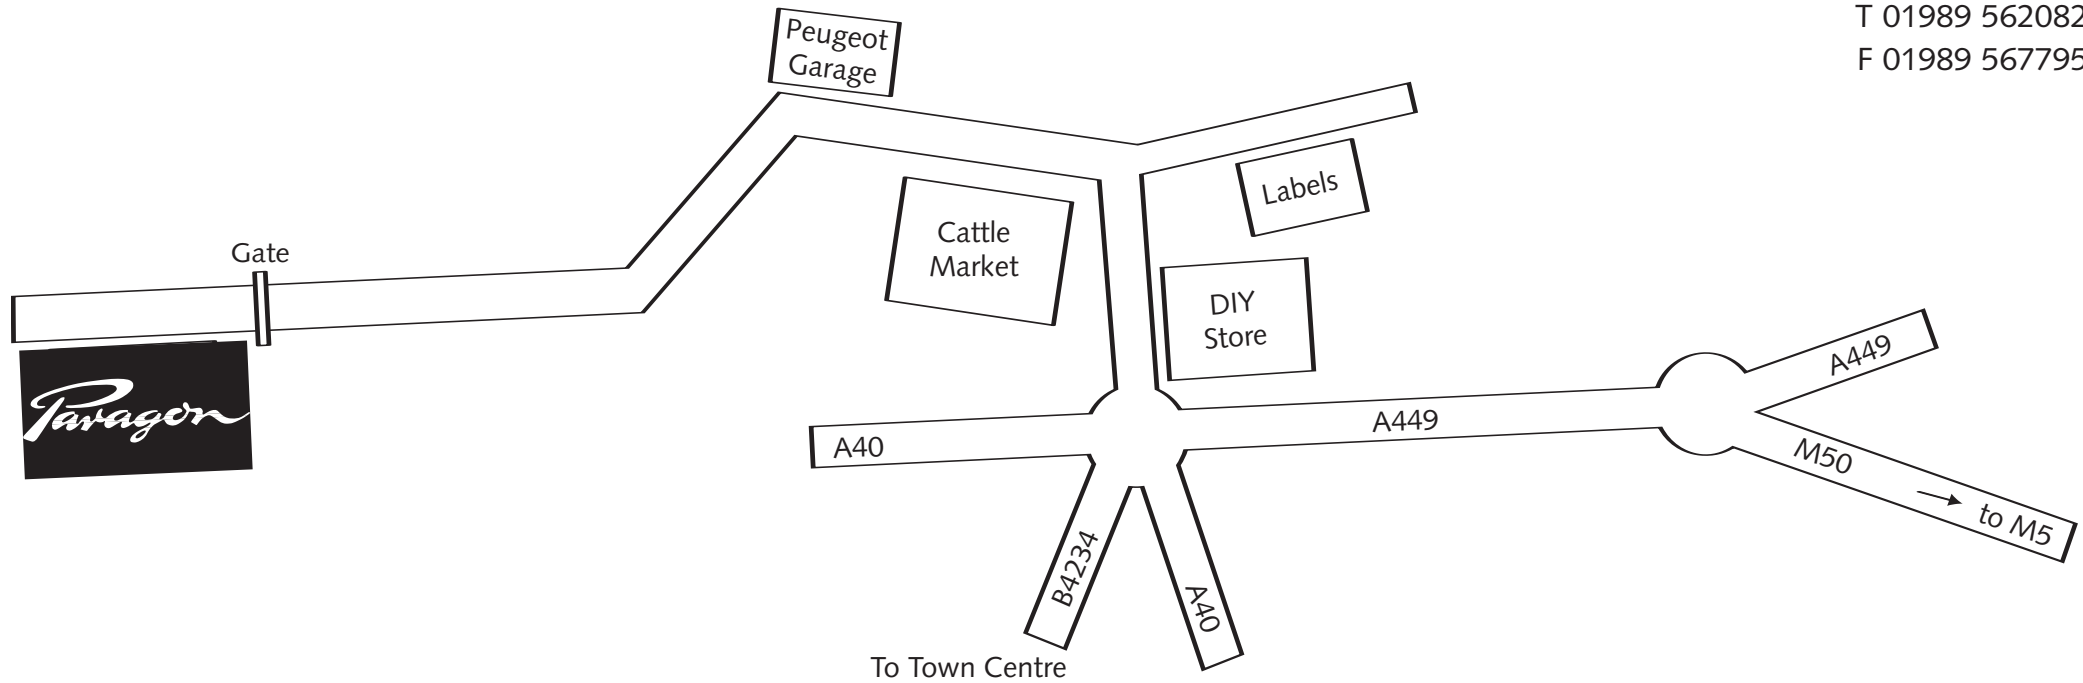 T 01989 562082
F 01989 567795
Peugeot
Garage
Labels
Cattle
Market
Gate
DIY
Store
A449
Paragon
A449
A40
M50
to M5
B4234
A40
To Town Centre